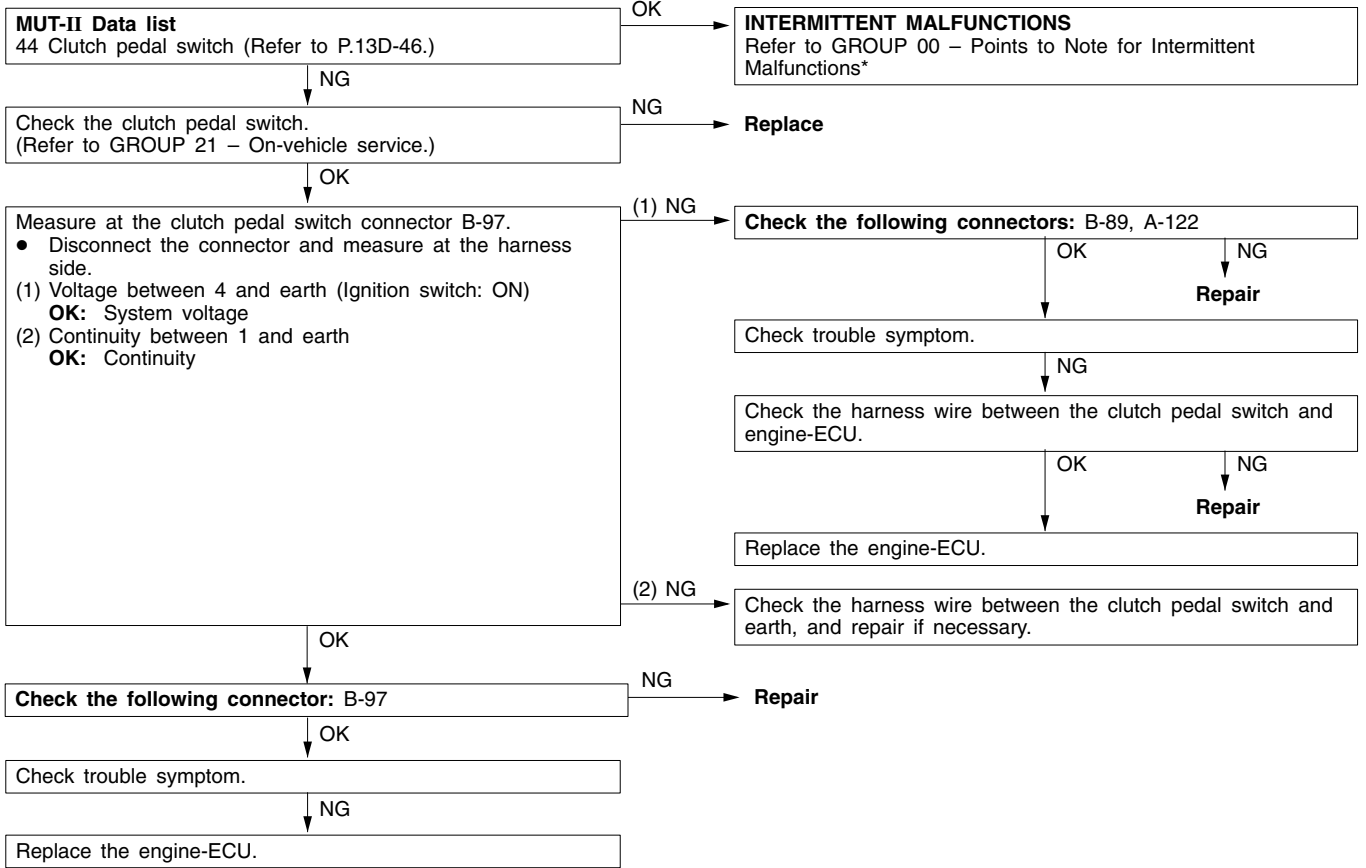 MUT-II Data list
44 Clutch pedal switch (Refer to P.13D-46.)
OK
INTERMITTENT MALFUNCTIONS
Refer to GROUP 00 – Points to Note for Intermittent
Malfunctions*
NG
Check the clutch pedal switch.
(Refer to GROUP 21 – On-vehicle service.)
NG
Replace
OK
Measure at the clutch pedal switch connector B-97.
● Disconnect the connector and measure at the harness
side.
(1) Voltage between 4 and earth (Ignition switch: ON)
OK: System voltage
(2) Continuity between 1 and earth
OK: Continuity
(1) NG
Check the following connectors: B-89, A-122
OK
NG
Repair
Check trouble symptom.
NG
Check the harness wire between the clutch pedal switch and
engine-ECU.
OK
NG
Repair
Replace the engine-ECU.
(2) NG
Check the harness wire between the clutch pedal switch and
earth, and repair if necessary.
OK
Check the following connector: B-97
NG
Repair
OK
Check trouble symptom.
NG
Replace the engine-ECU.